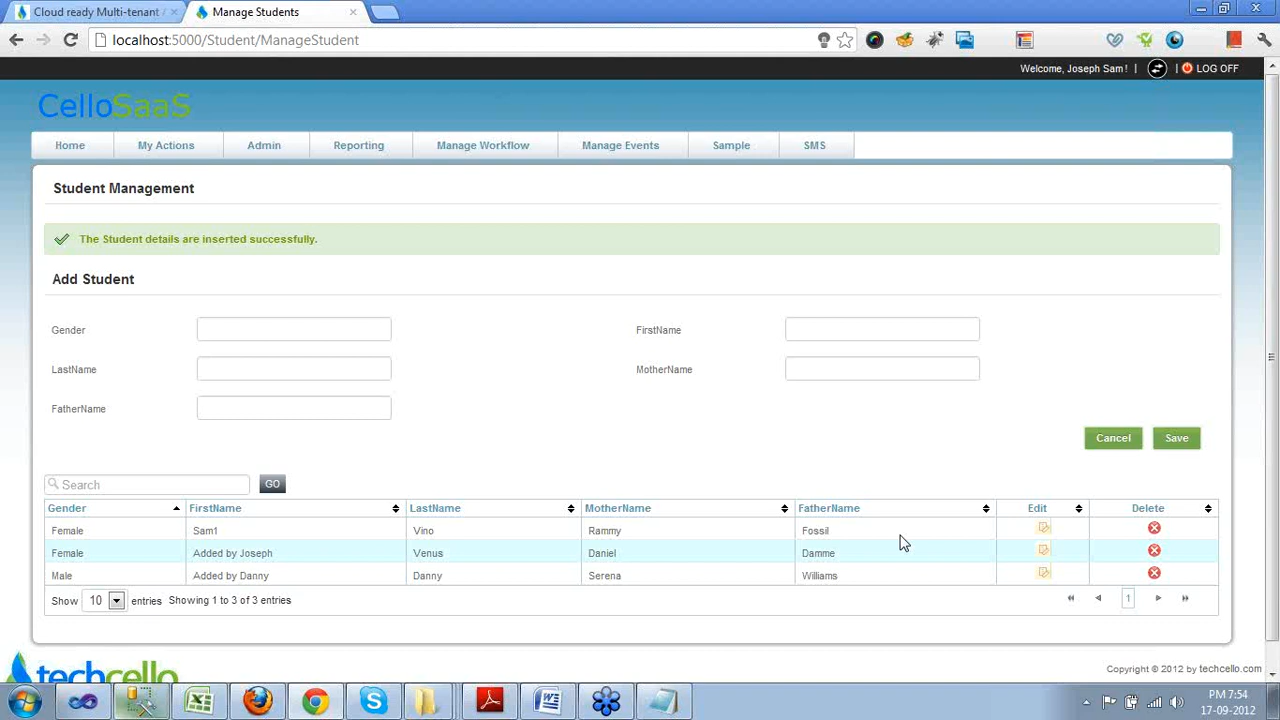 Cloud ready Multi-tenant
Manage Students
localhost:5000/Student/ManageStudent
Welcome, Joseph Sam ! | LOG OFF
CelloSaaS
Home My Actions Admin Reporting Manage Workflow Manage Events Sample SMS
Student Management
The Student details are inserted successfully.
Add Student
Gender FirstName
LastName MotherName
FatherName
Cancel Save
Search GO
Gender FirstName LastName MotherName FatherName Edit Delete
Female Sam1 Vino Rammy Fossil
Female Added by Joseph Venus Daniel Damme
Male Added by Danny Danny Serena Williams
Show 10 entries Showing 1 to 3 of 3 entries 1
techcello
Copyright © 2012 by techcello.com
PM 7:54
17-09-2012